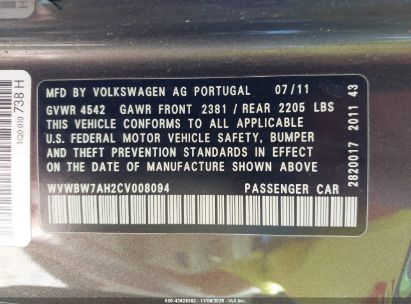 MFD BY VOLKSWAGEN AG PORTUGAL 07/11
GVWR 4542 GAWR FRONT 2381 / REAR 2205 LBS
THIS VEHICLE CONFORMS TO ALL APPLICABLE
U.S. FEDERAL MOTOR VEHICLE SAFETY, BUMPER
AND THEFT PREVENTION STANDARDS IN EFFECT
ON THE DATE OF MANUFACTURE SHOWN ABOVE
WVWBW7AH2CV008094 PASSENGER CAR
2820017 2011 43
1Q0 010 738 H